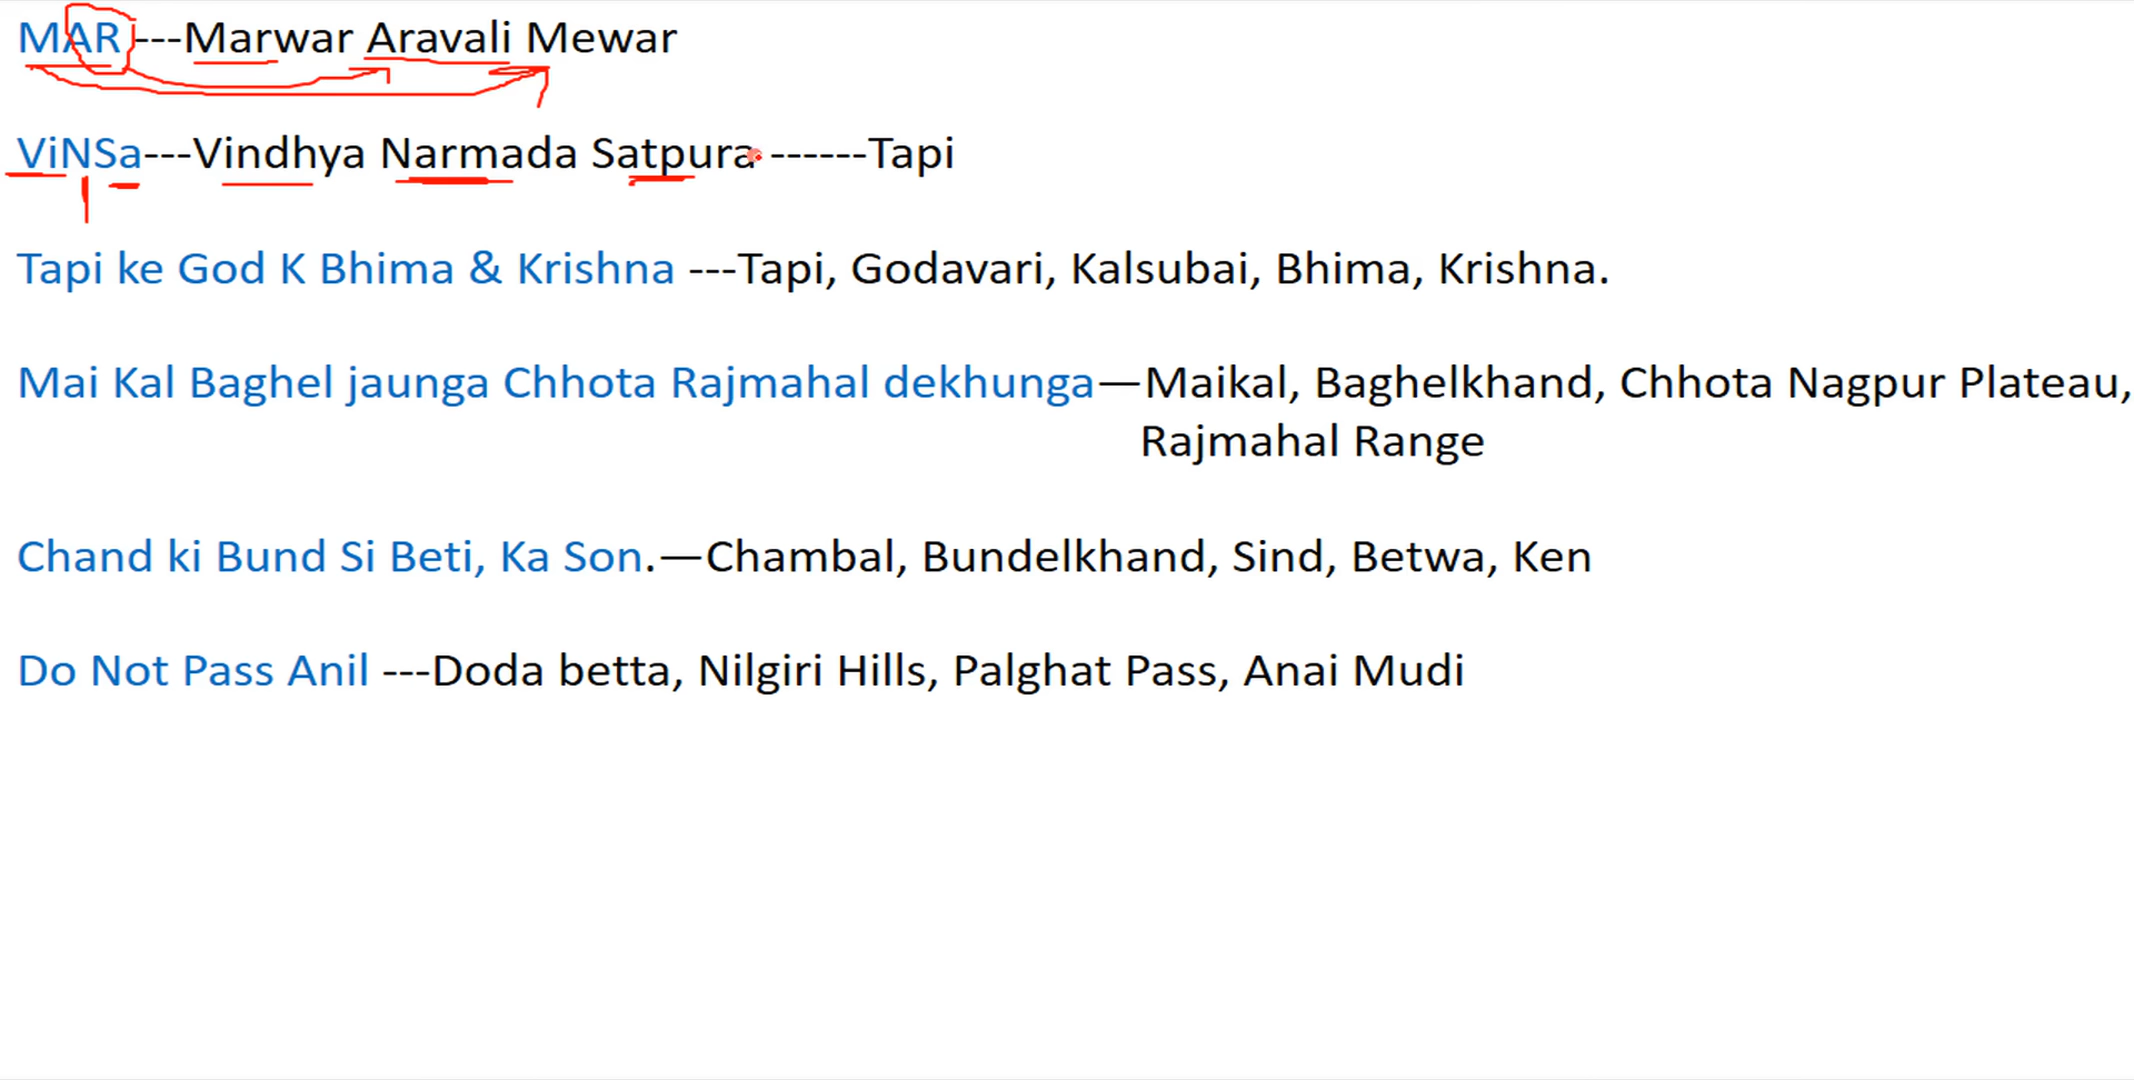 MAR ---Marwar Aravali Mewar
ViNSa---Vindhya Narmada Satpura ------Tapi
Tapi ke God K Bhima & Krishna ---Tapi, Godavari, Kalsubai, Bhima, Krishna.
Mai Kal Baghel jaunga Chhota Rajmahal dekhunga—Maikal, Baghelkhand, Chhota Nagpur Plateau,
Rajmahal Range
Chand ki Bund Si Beti, Ka Son.—Chambal, Bundelkhand, Sind, Betwa, Ken
Do Not Pass Anil ---Doda betta, Nilgiri Hills, Palghat Pass, Anai Mudi